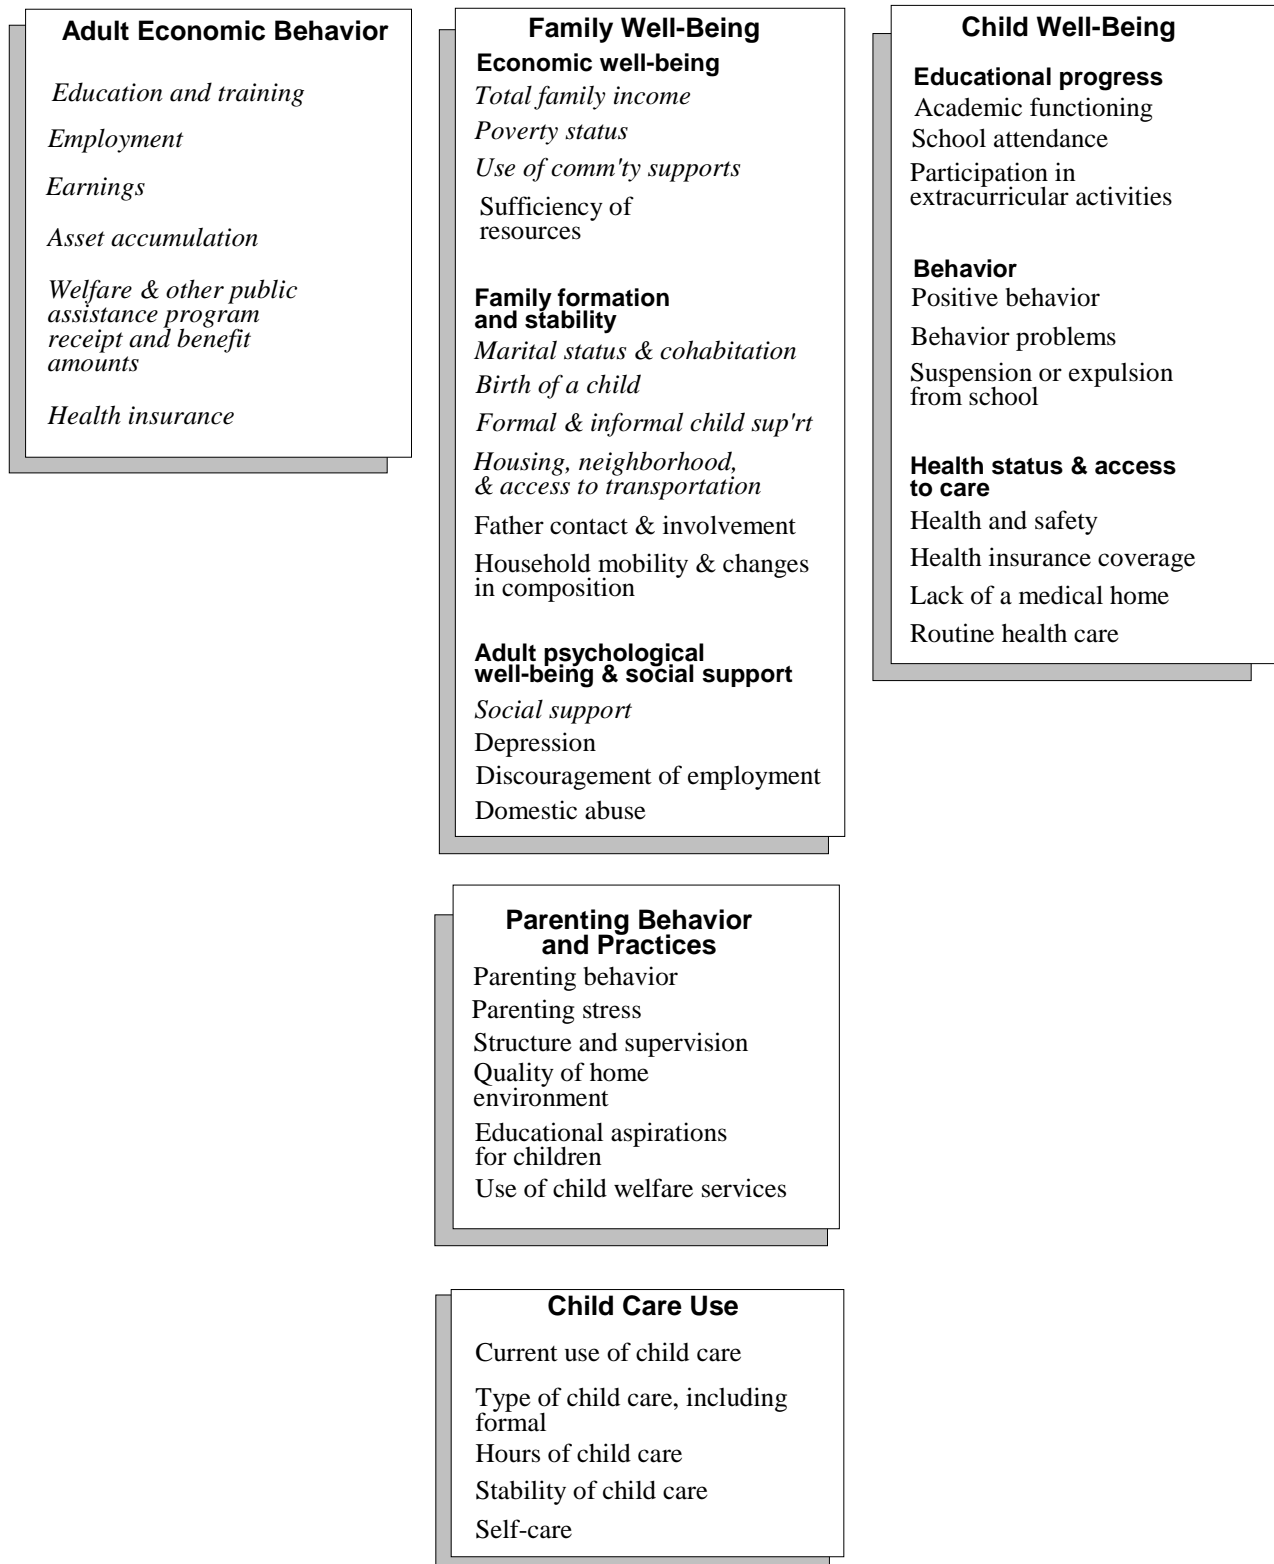 Adult Economic Behavior
Education and training
Employment
Earnings
Asset accumulation
Welfare & other public
assistance program
receipt and benefit
amounts
Health insurance
Family Well-Being
Economic well-being
Total family income
Poverty status
Use of comm'ty supports
Sufficiency of
resources
Family formation
and stability
Marital status & cohabitation
Birth of a child
Formal & informal child sup'rt
Housing, neighborhood,
& access to transportation
Father contact & involvement
Household mobility & changes
in composition
Adult psychological
well-being & social support
Social support
Depression
Discouragement of employment
Domestic abuse
Parenting Behavior
and Practices
Parenting behavior
Parenting stress
Structure and supervision
Quality of home
environment
Educational aspirations
for children
Use of child welfare services
Child Care Use
Current use of child care
Type of child care, including
formal
Hours of child care
Stability of child care
Self-care
Child Well-Being
Educational progress
Academic functioning
School attendance
Participation in
extracurricular activities
Behavior
Positive behavior
Behavior problems
Suspension or expulsion
from school
Health status & access
to care
Health and safety
Health insurance coverage
Lack of a medical home
Routine health care